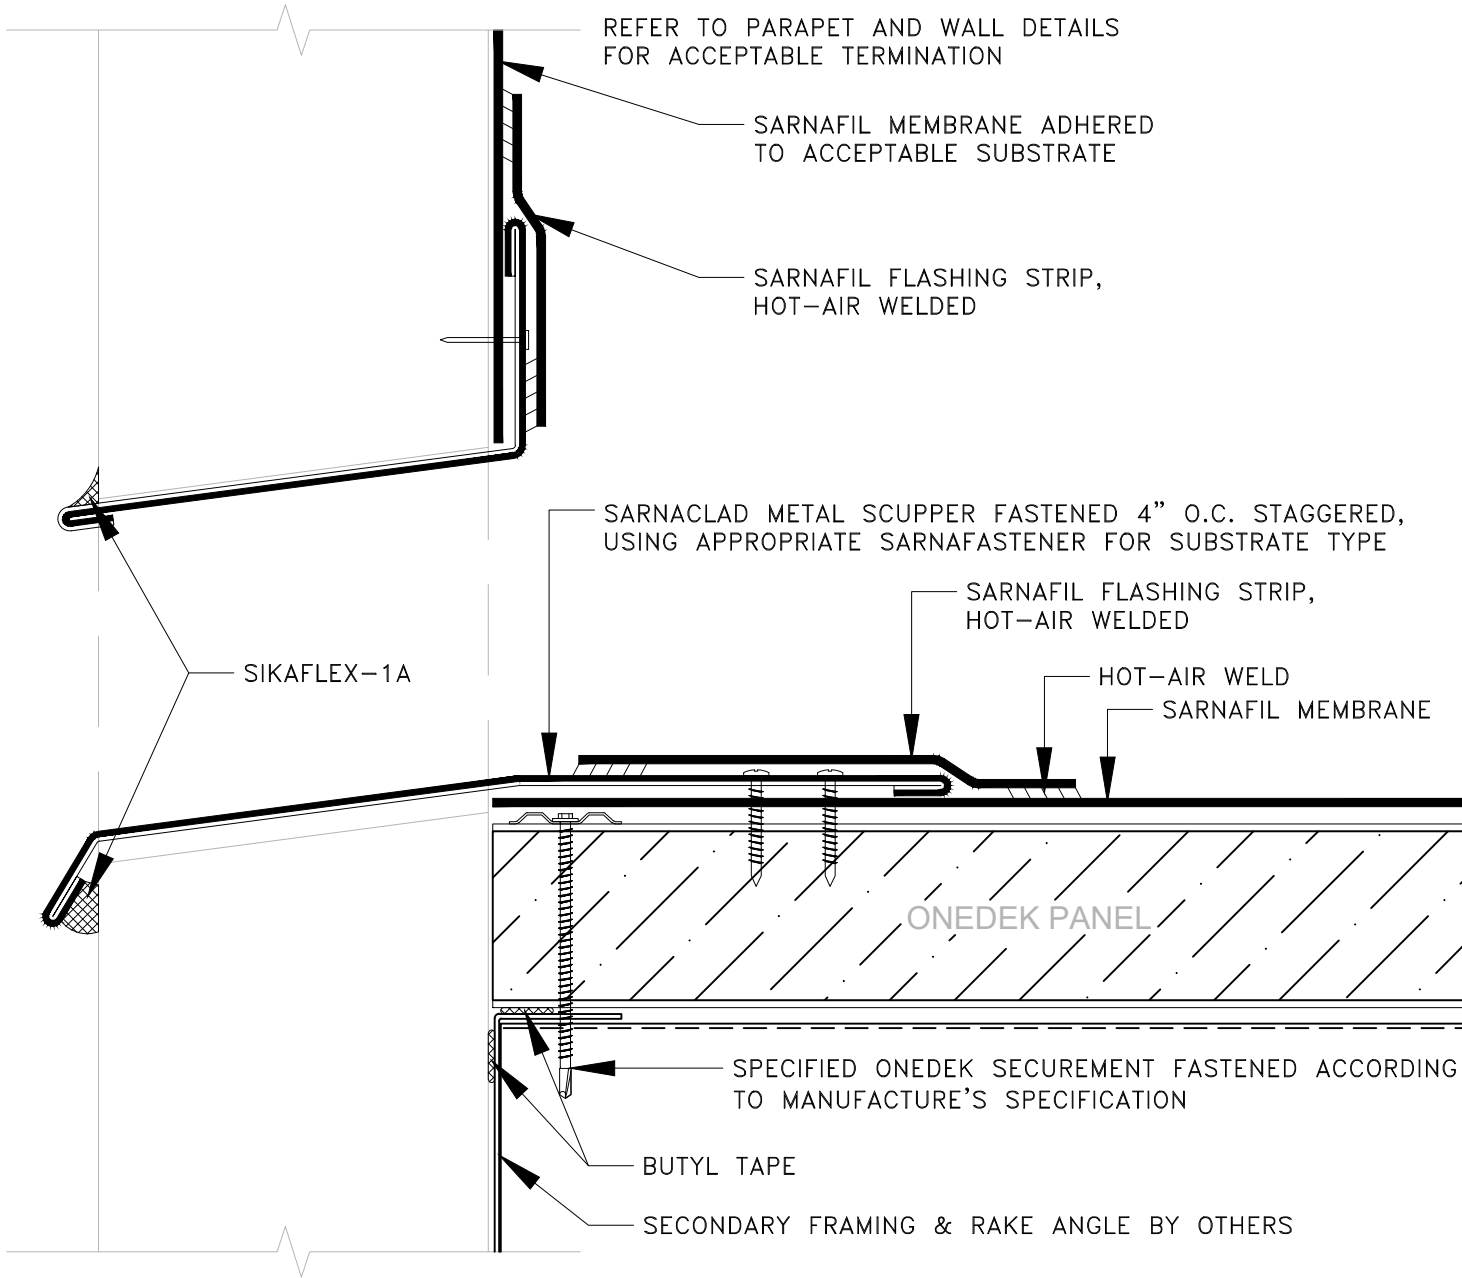 REFER TO PARAPET AND WALL DETAILS
FOR ACCEPTABLE TERMINATION
SARNAFIL MEMBRANE ADHERED
TO ACCEPTABLE SUBSTRATE
SARNAFIL FLASHING STRIP,
HOT-AIR WELDED
SARNACLAD METAL SCUPPER FASTENED 4” O.C. STAGGERED,
USING APPROPRIATE SARNAFASTENER FOR SUBSTRATE TYPE
SARNAFIL FLASHING STRIP,
HOT-AIR WELDED
SIKAFLEX-1A
HOT-AIR WELD
SARNAFIL MEMBRANE
ONEDEK PANEL
SPECIFIED ONEDEK SECUREMENT FASTENED ACCORDING
TO MANUFACTURE’S SPECIFICATION
BUTYL TAPE
SECONDARY FRAMING & RAKE ANGLE BY OTHERS